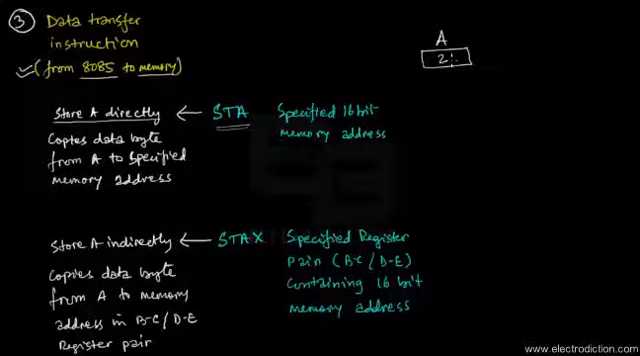 3 Data transfer
instruction
(from 8085 to memory)
A
Store A directly ← STA Specified 16 bit
memory address
Copies data byte
from A to Specified
memory address
Store A indirectly ← STAX Specified Register
Pair (B-C / D-E)
Containing 16 bit
memory address
Copies data byte
from A to memory
address in B-C / D-E
Register pair
www.electrodiction.com